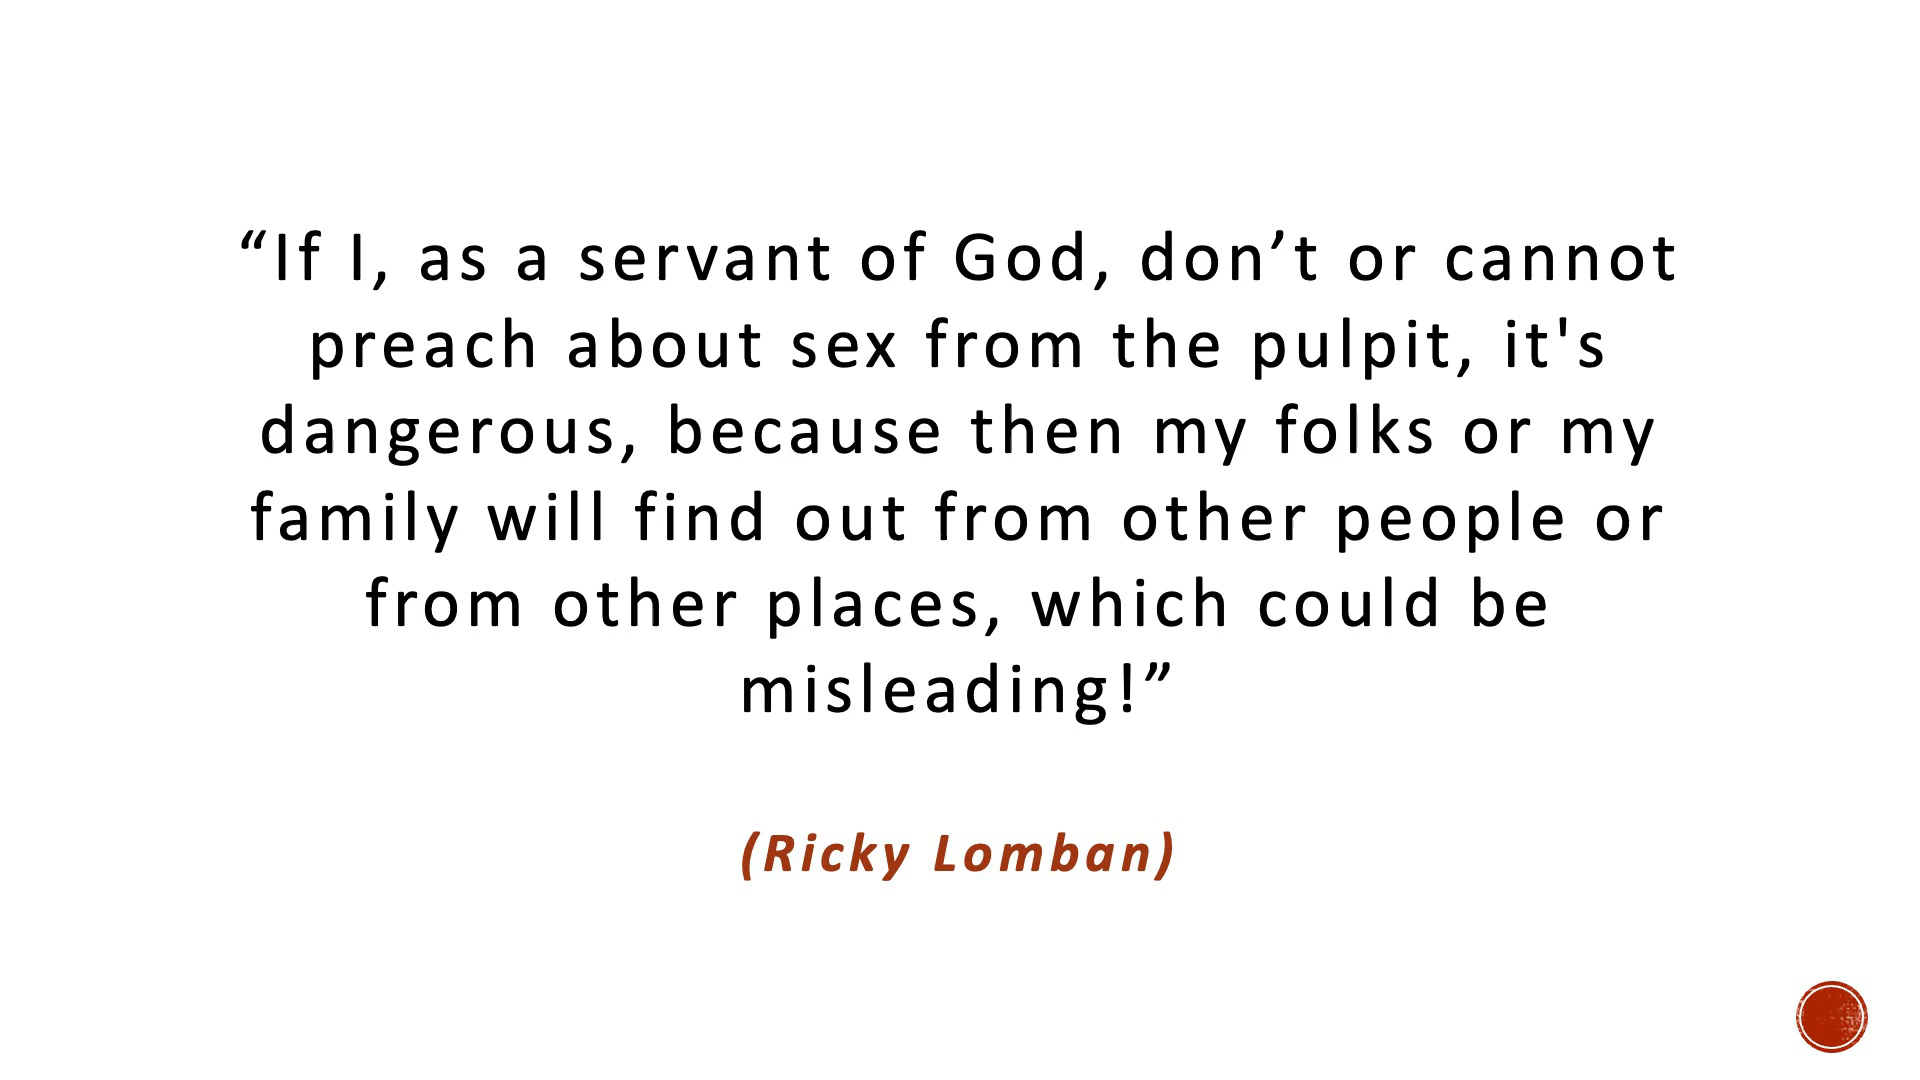 “If I, as a servant of God, don’t or cannot
preach about sex from the pulpit, it's
dangerous, because then my folks or my
family will find out from other people or
from other places, which could be
misleading!”
(Ricky Lomban)